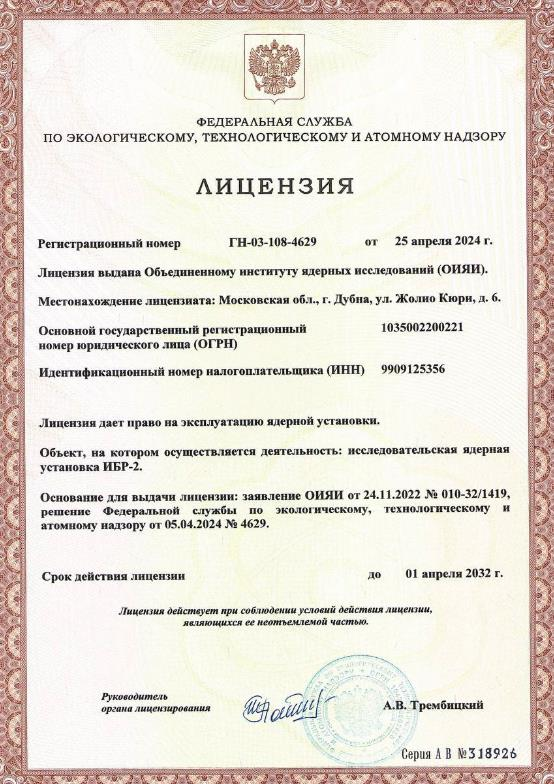 ФЕДЕРАЛЬНАЯ СЛУЖБА
ПО ЭКОЛОГИЧЕСКОМУ, ТЕХНОЛОГИЧЕСКОМУ И АТОМНОМУ НАДЗОРУ
ЛИЦЕНЗИЯ
Регистрационный номер ГН-03-108-4629 от 25 апреля 2024 г.
Лицензия выдана Объединенному институту ядерных исследований (ОИЯИ).
Местонахождение лицензиата: Московская обл., г. Дубна, ул. Жолио Кюри, д. 6.
Основной государственный регистрационный 1035002200221
номер юридического лица (ОГРН)
Идентификационный номер налогоплательщика (ИНН) 9909125356
Лицензия дает право на эксплуатацию ядерной установки.
Объект, на котором осуществляется деятельность: исследовательская ядерная
установка ИБР-2.
Основание для выдачи лицензии: заявление ОИЯИ от 24.11.2022 № 010-32/1419,
решение Федеральной службы по экологическому, технологическому и
атомному надзору от 05.04.2024 № 4629.
Срок действия лицензии до 01 апреля 2032 г.
Лицензия действует при соблюдении условий действия лицензии,
являющихся ее неотъемлемой частью.
Руководитель
органа лицензирования А.В. Трембицкий
Серия А В №318926